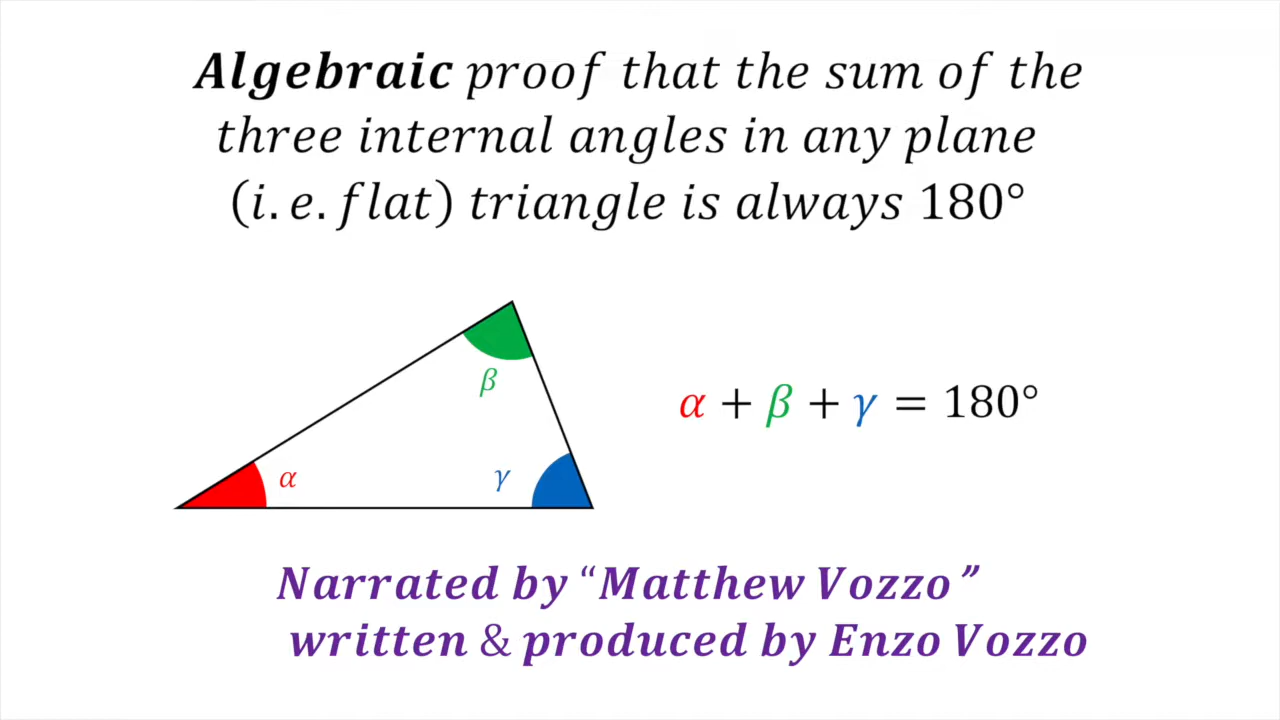 Algebraic proof that the sum of the
three internal angles in any plane
(i.e. flat) triangle is always 180°
β
α + β + γ = 180°
α
γ
Narrated by “Matthew Vozzo”
written & produced by Enzo Vozzo